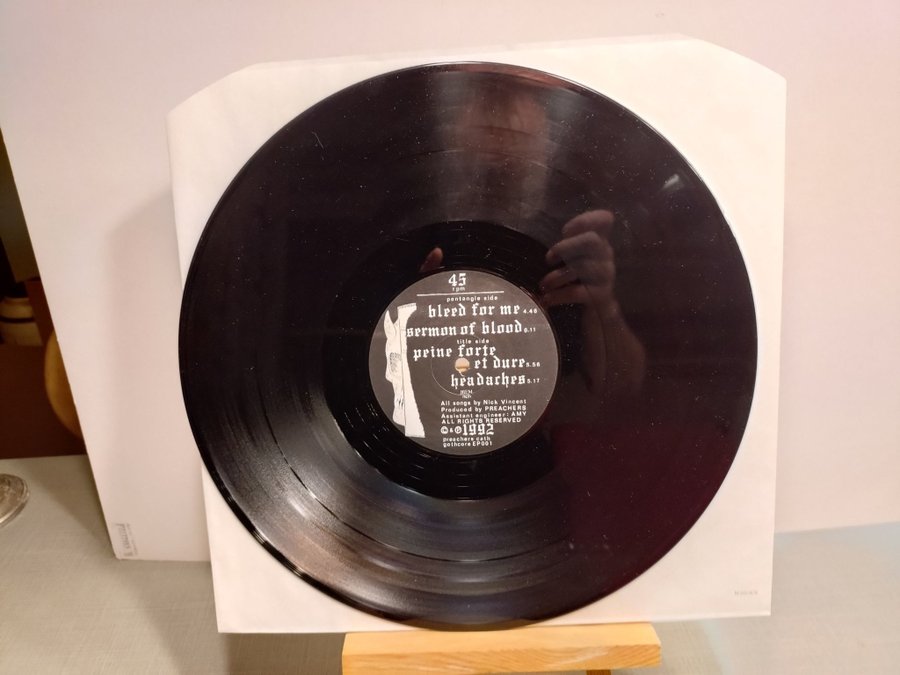 45
rpm
pentangle side
bleed for me 4.48
sermon of blood 6.11
title side
peine forte
et dure 5.56
headaches 5.17
All songs by Nick Vincent
Produced by PREACHERS
Assistant engineer: AMY
ALL RIGHTS RESERVED
© & ℗ 1992
preachers cath
gothcore EP001